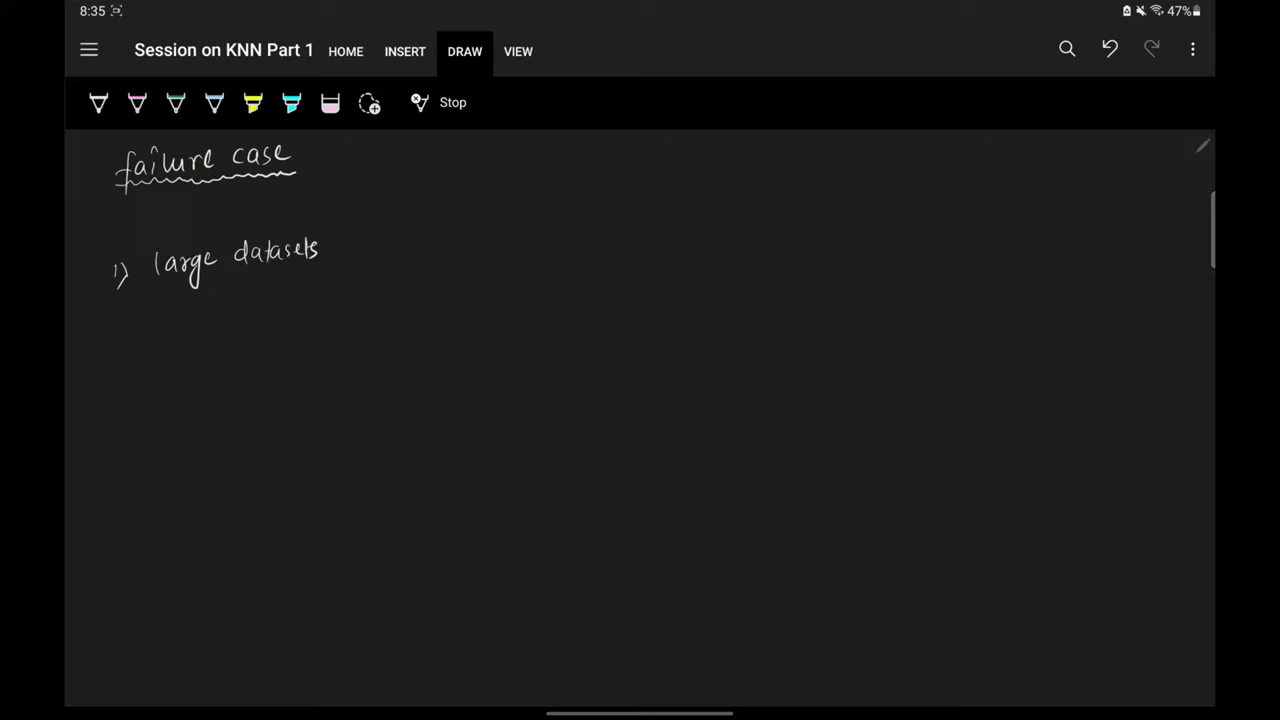 8:35 47%
Session on KNN Part 1 HOME INSERT DRAW VIEW
Stop
failure case
1) large datasets